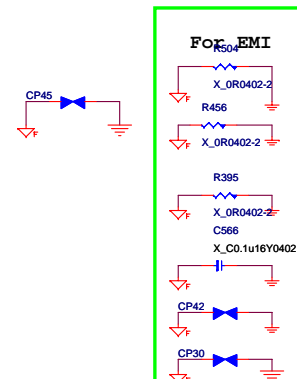 For EMI
R504
X_0R0402-2
CP45
F
F
R456
X_0R0402-2
F
R395
X_0R0402-2
F
C566
X_C0.1u16Y0402
F
CP42
F
CP30
F